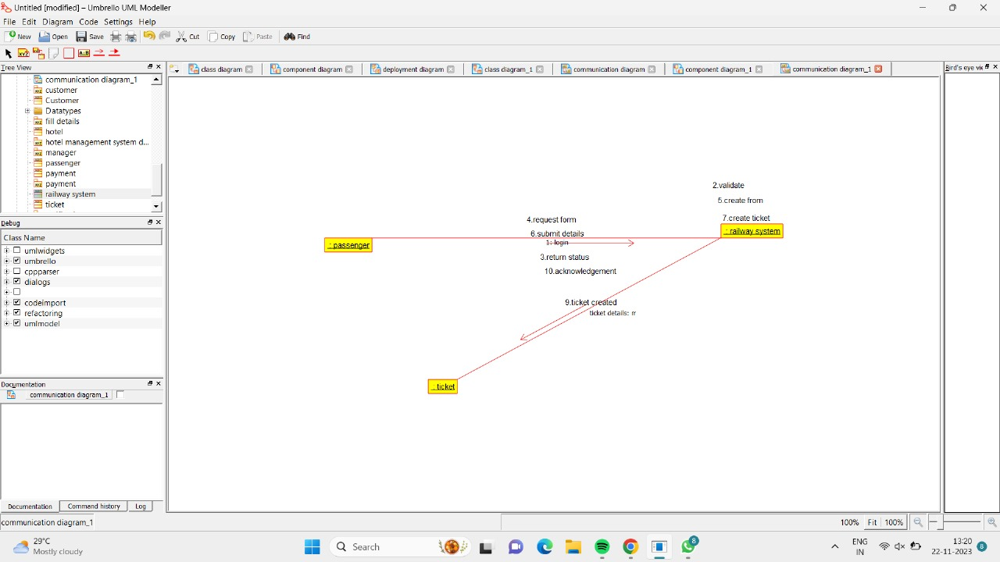 Untitled [modified] – Umbrello UML Modeller
File Edit Diagram Code Settings Help
New Open Save Cut Copy Paste Find
Tree View
communication diagram_1
customer
Customer
Datatypes
fill details
hotel
hotel management system d...
manager
passenger
payment
payment
railway system
ticket
Debug
Class Name
umlwidgets
umbrello
cppparser
dialogs
codeimport
refactoring
umlmodel
Documentation
communication diagram_1
Documentation Command history Log
communication diagram_1
class diagram component diagram deployment diagram class diagram_1 communication diagram component diagram_1 communication diagram_1
Bird's eye vie
2.validate
5.create from
7.create ticket
: railway system
4.request form
6.submit details
1: login
: passenger
3.return status
10.acknowledgement
9.ticket created
ticket details: m
: ticket
100% Fit 100%
29°C
Mostly cloudy
Search
8
ENG
IN
13:20
22-11-2023
8